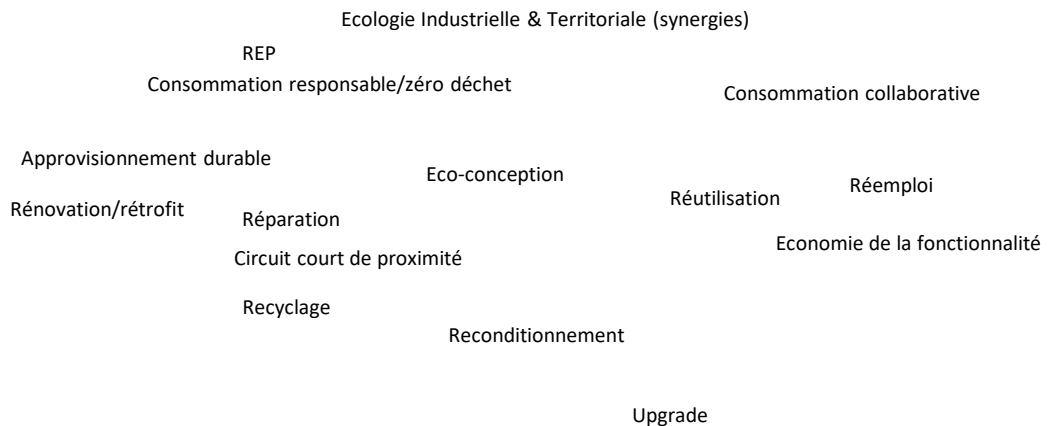 Ecologie Industrielle & Territoriale (synergies)
REP
Consommation responsable/zéro déchet
Consommation collaborative
Approvisionnement durable
Eco-conception
Réemploi
Réutilisation
Rénovation/rétrofit
Réparation
Economie de la fonctionnalité
Circuit court de proximité
Recyclage
Reconditionnement
Upgrade